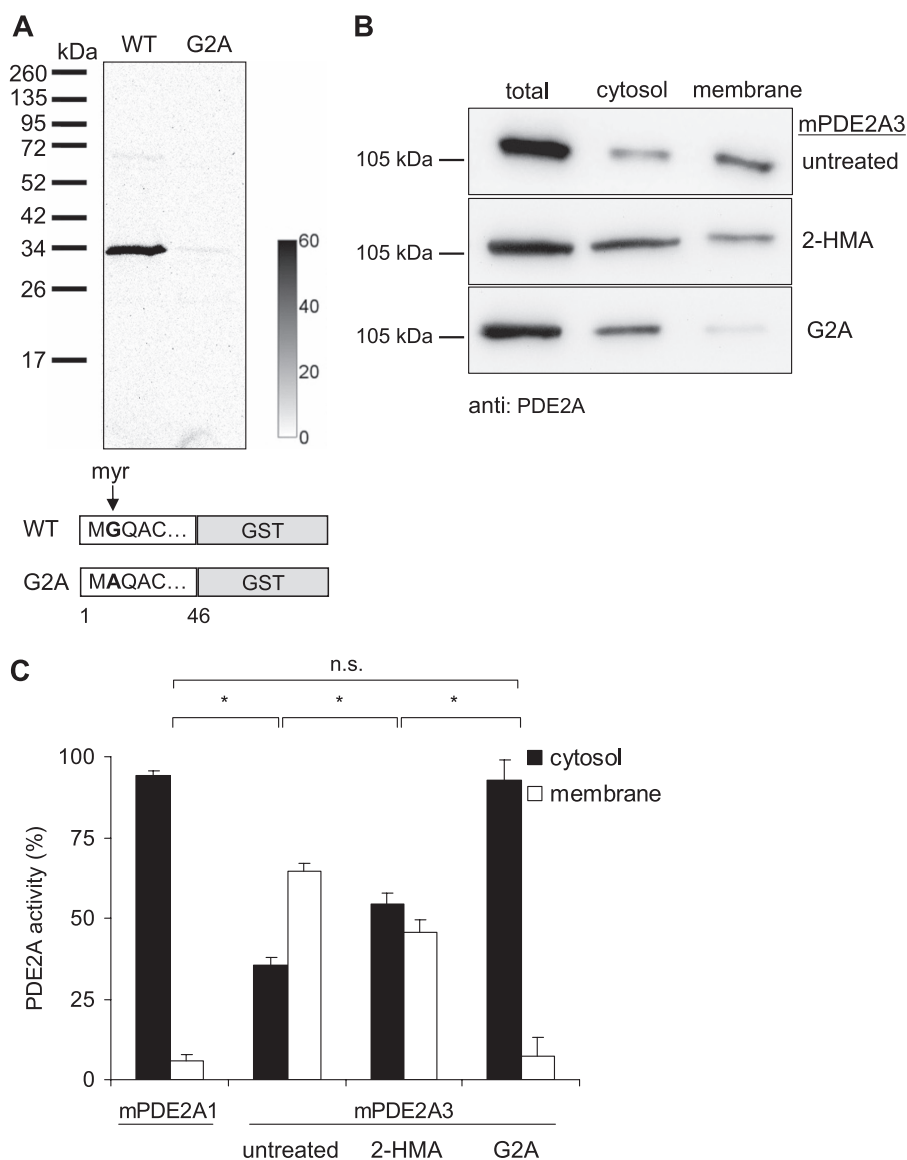 A
kDa WT G2A
260
135
95
72
52
42
34
26
17
60
40
20
0
myr
WT MGQAC... GST
G2A MAQAC... GST
1 46
B
total cytosol membrane
mPDE2A3
105 kDa untreated
105 kDa 2-HMA
105 kDa G2A
anti: PDE2A
C
n.s.
* * *
cytosol
membrane
PDE2A activity (%)
100
75
50
25
0
mPDE2A1 mPDE2A3
untreated 2-HMA G2A